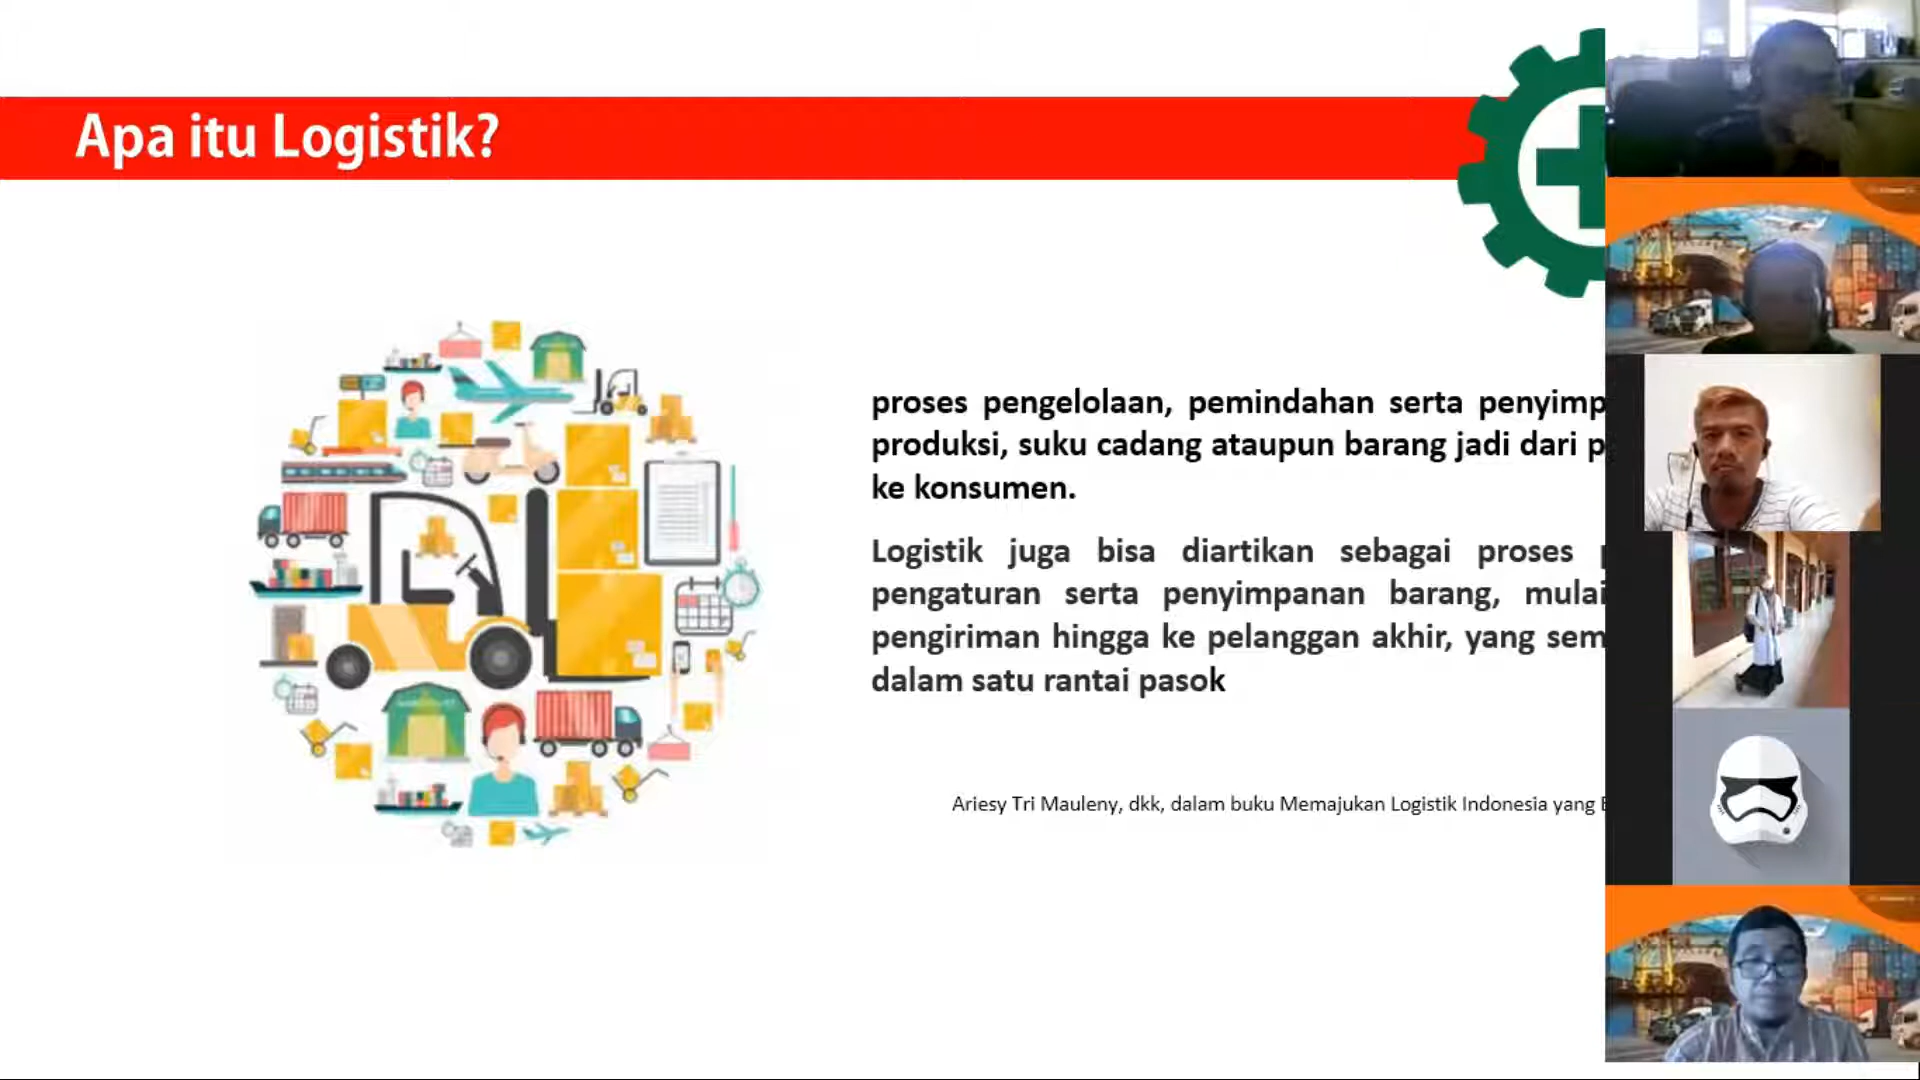 Apa itu Logistik?
proses pengelolaan, pemindahan serta
produksi, suku cadang ataupun barang jadi dari
ke konsumen.
Logistik juga bisa diartikan sebagai proses
pengaturan serta penyimpanan barang, mulai
pengiriman hingga ke pelanggan akhir, yang
dalam satu rantai pasok
Ariesy Tri Mauleny, dkk, dalam buku Memajukan Logistik Indonesia yang